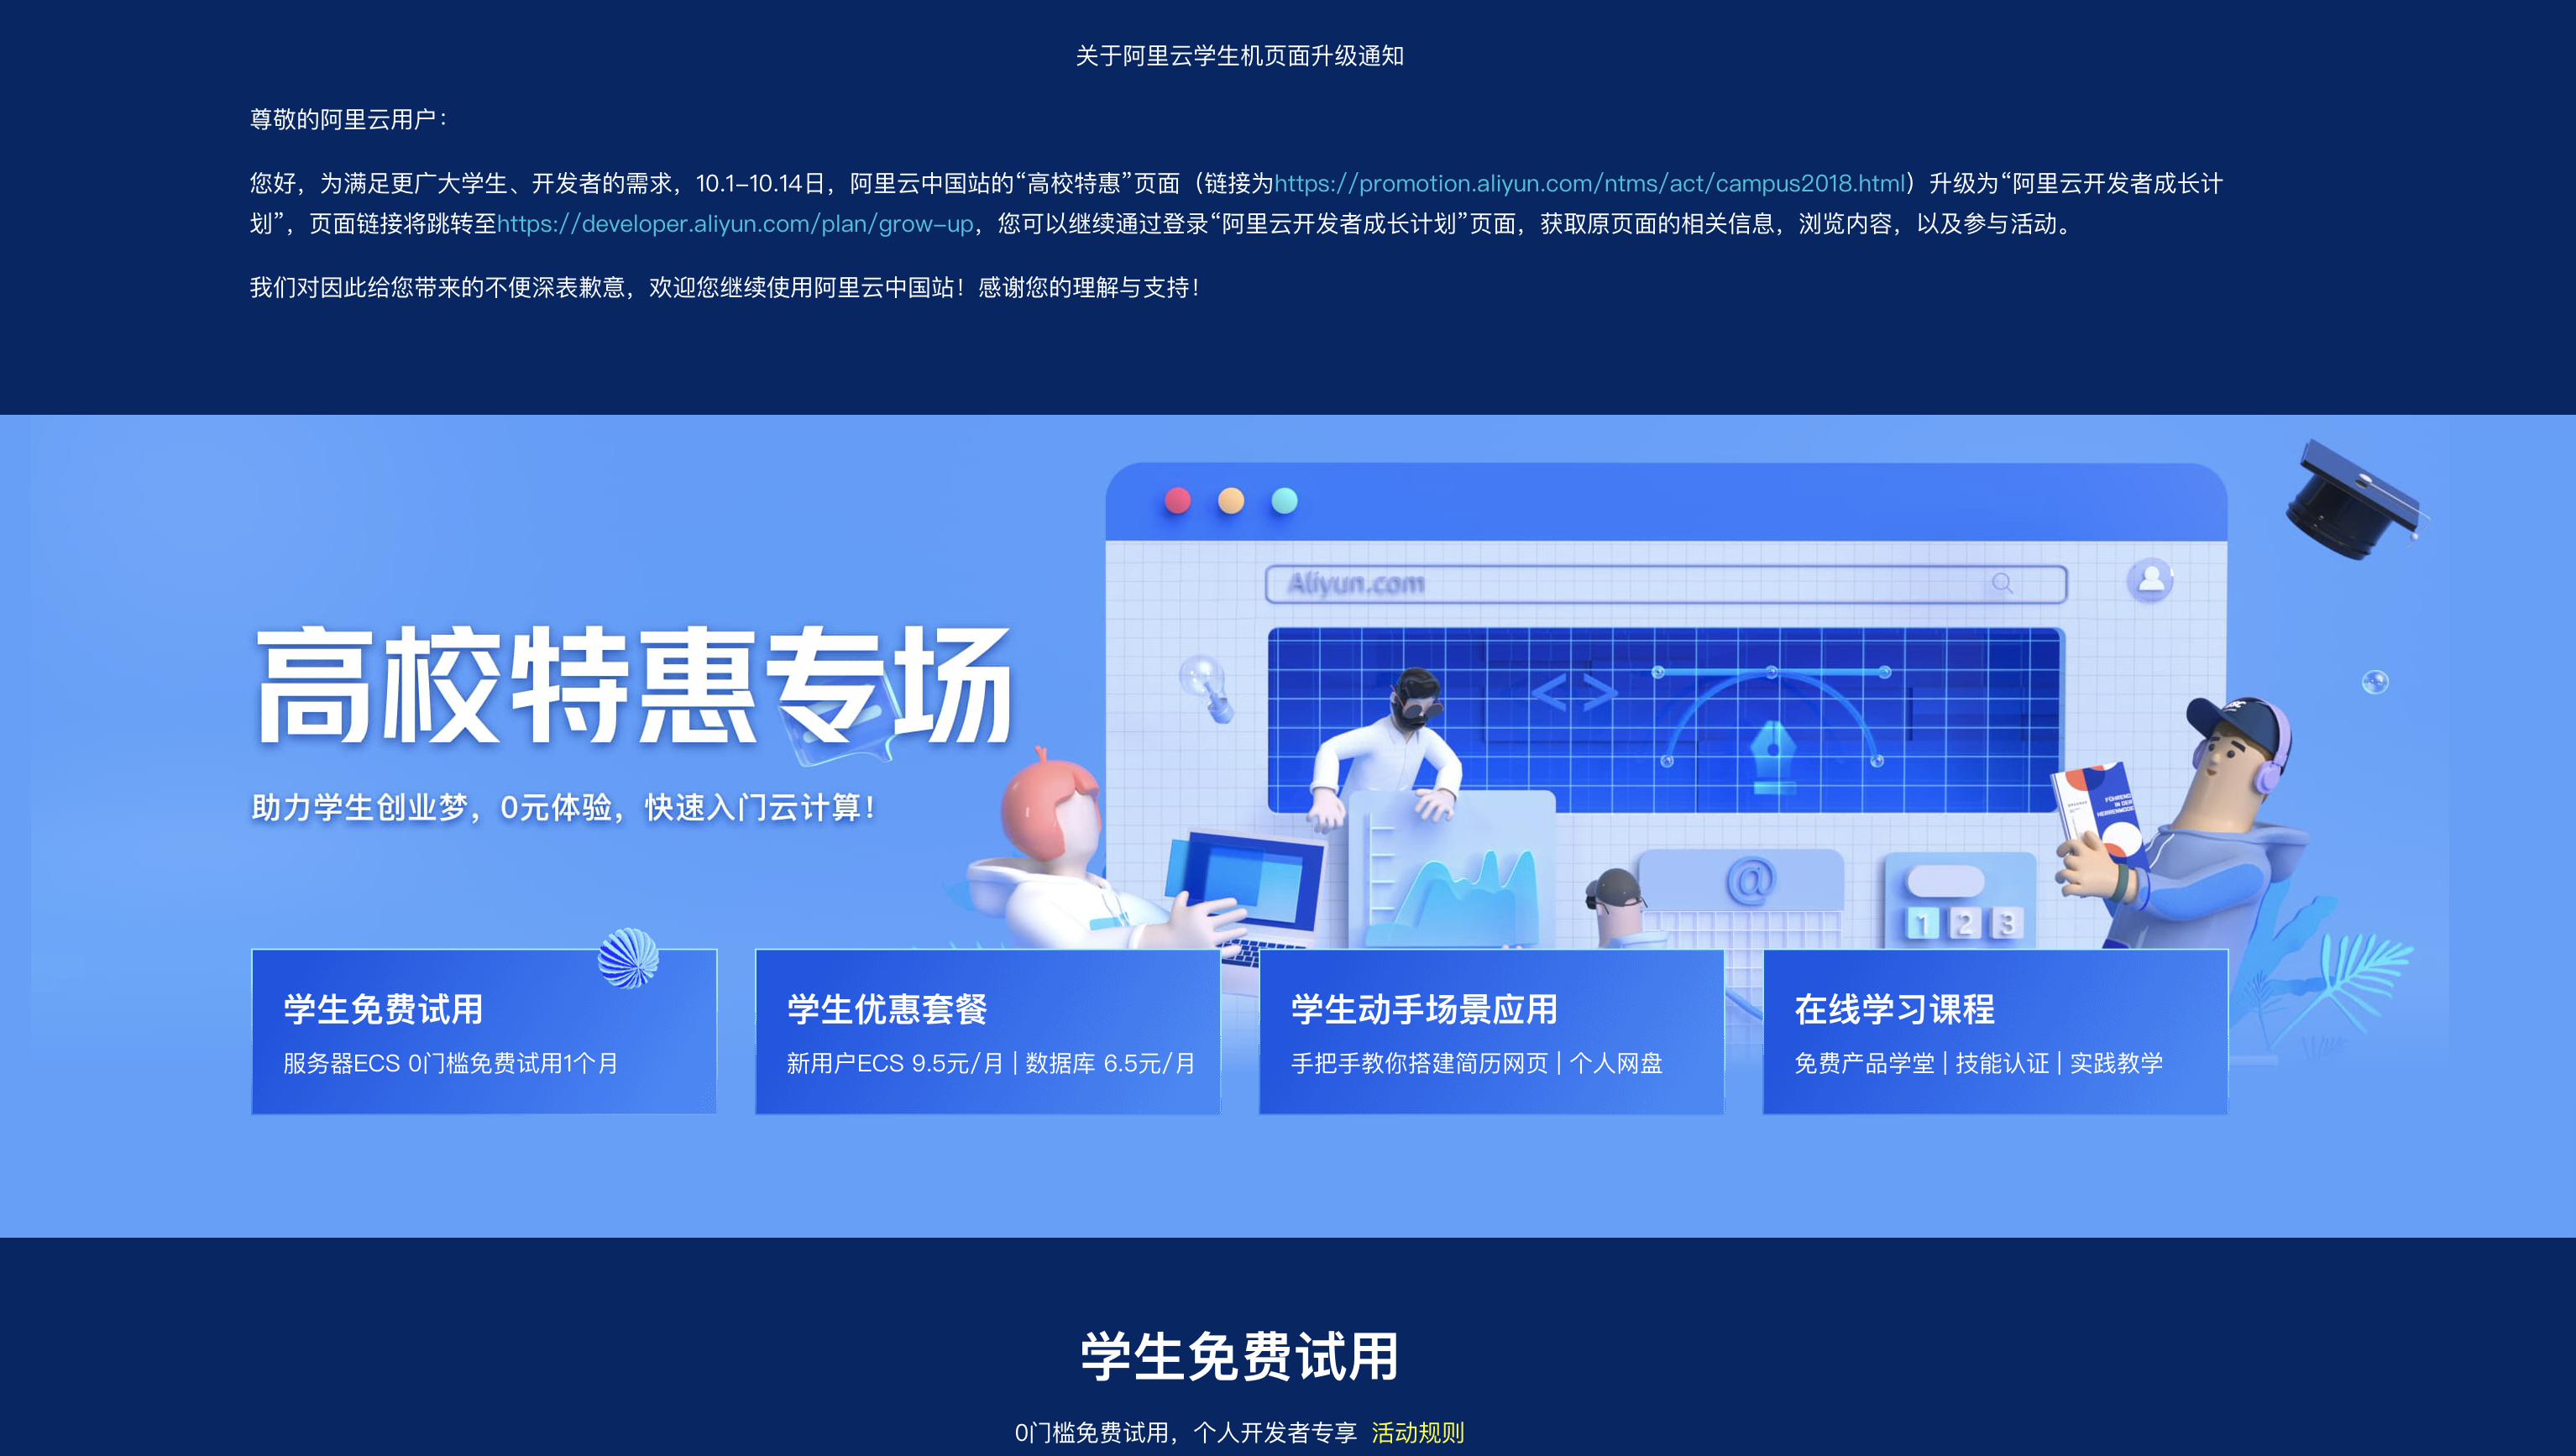 关于阿里云学生机页面升级通知
尊敬的阿里云用户：
您好，为满足更广大学生、开发者的需求，10.1-10.14日，阿里云中国站的“高校特惠”页面（链接为https://promotion.aliyun.com/ntms/act/campus2018.html）升级为“阿里云开发者成长计
划”，页面链接将跳转至https://developer.aliyun.com/plan/grow-up，您可以继续通过登录“阿里云开发者成长计划”页面，获取原页面的相关信息，浏览内容，以及参与活动。
我们对因此给您带来的不便深表歉意，欢迎您继续使用阿里云中国站！感谢您的理解与支持！
Aliyun.com
高校特惠专场
助力学生创业梦，0元体验，快速入门云计算！
FÜHREND
IN DER
HERRENMODE
@
1 2 3
学生免费试用
服务器ECS 0门槛免费试用1个月
学生优惠套餐
新用户ECS 9.5元/月 | 数据库 6.5元/月
学生动手场景应用
手把手教你搭建简历网页 | 个人网盘
在线学习课程
免费产品学堂 | 技能认证 | 实践教学
学生免费试用
0门槛免费试用，个人开发者专享 活动规则